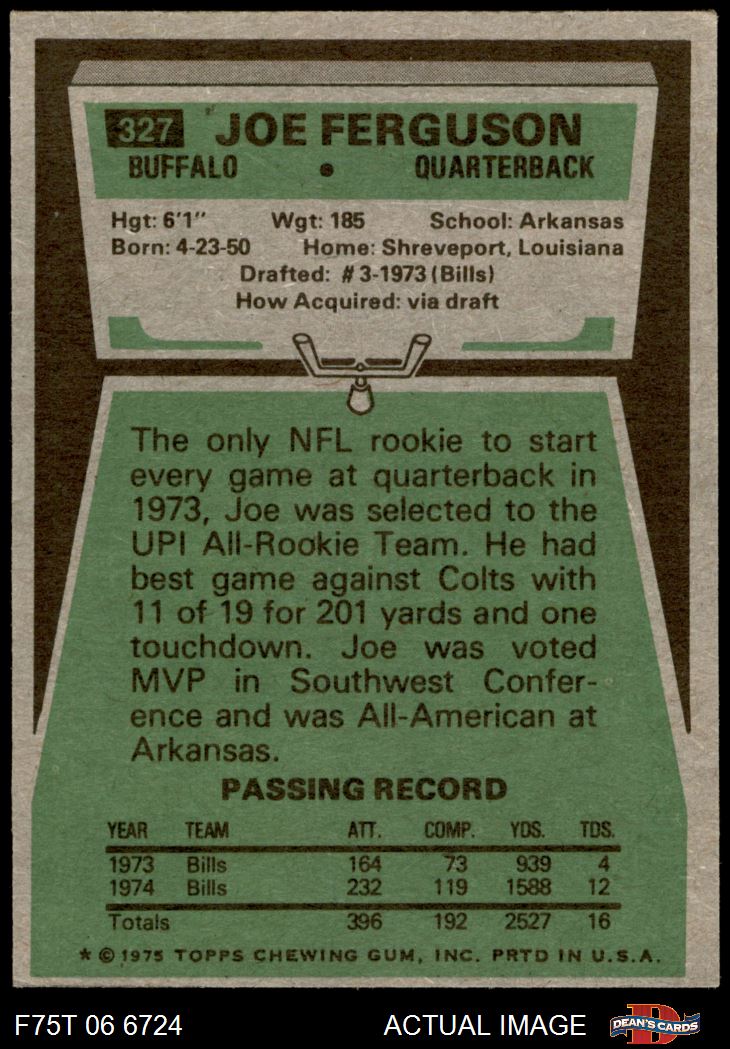 327 JOE FERGUSON
BUFFALO • QUARTERBACK
Hgt: 6'1" Wgt: 185 School: Arkansas
Born: 4-23-50 Home: Shreveport, Louisiana
Drafted: #3-1973 (Bills)
How Acquired: via draft
The only NFL rookie to start
every game at quarterback in
1973, Joe was selected to the
UPI All-Rookie Team. He had
best game against Colts with
11 of 19 for 201 yards and one
touchdown. Joe was voted
MVP in Southwest Confer-
ence and was All-American at
Arkansas.
PASSING RECORD
YEAR TEAM ATT. COMP. YDS. TDS.
1973 Bills 164 73 939 4
1974 Bills 232 119 1588 12
Totals 396 192 2527 16
* © 1975 TOPPS CHEWING GUM, INC. PRTD IN U.S.A.
F75T 06 6724 ACTUAL IMAGE DEAN'S CARDS